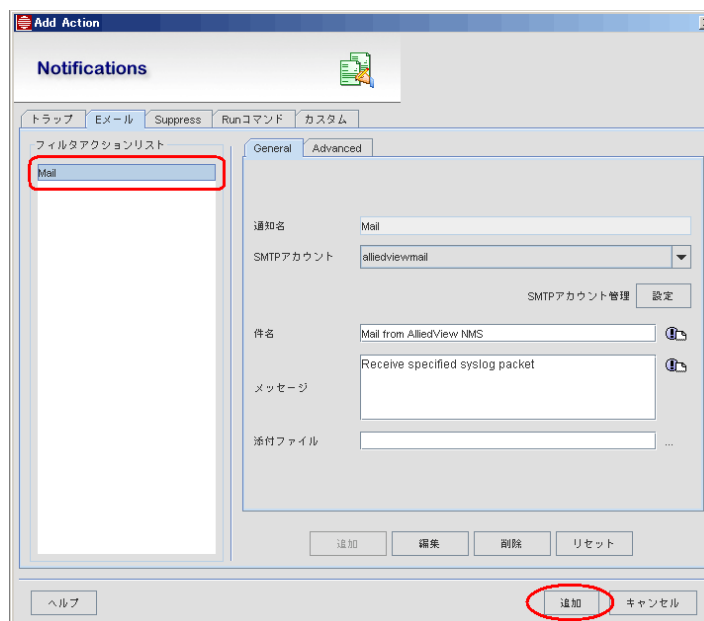 Add Action
Notifications
トラップ Eメール Suppress Runコマンド カスタム
フィルタアクションリスト
Mail
General Advanced
通知名 Mail
SMTPアカウント alliedviewmail
SMTPアカウント管理 設定
件名 Mail from AlliedView NMS
メッセージ Receive specified syslog packet
添付ファイル ...
追加 編集 削除 リセット
ヘルプ 追加 キャンセル